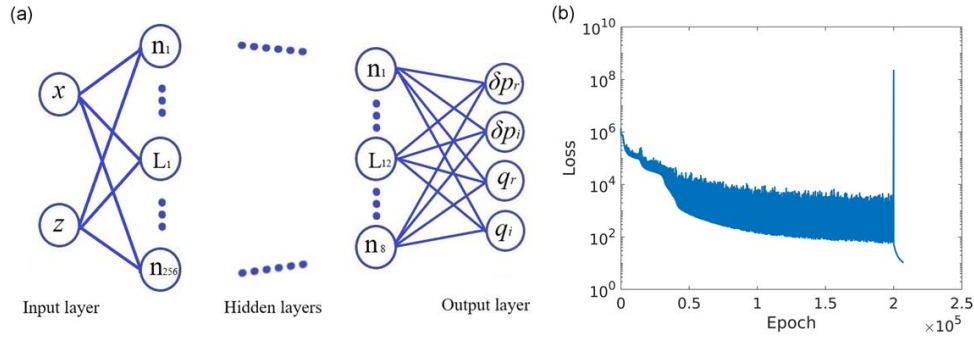 (a)
n1
x
L1
z
n256
n1
L12
n8
δpr
δpi
qr
qi
Input layer
Hidden layers
Output layer
(b)
10^10
10^8
10^6
10^4
10^2
10^0
Loss
0
0.5
1
1.5
2
2.5
Epoch
×10^5